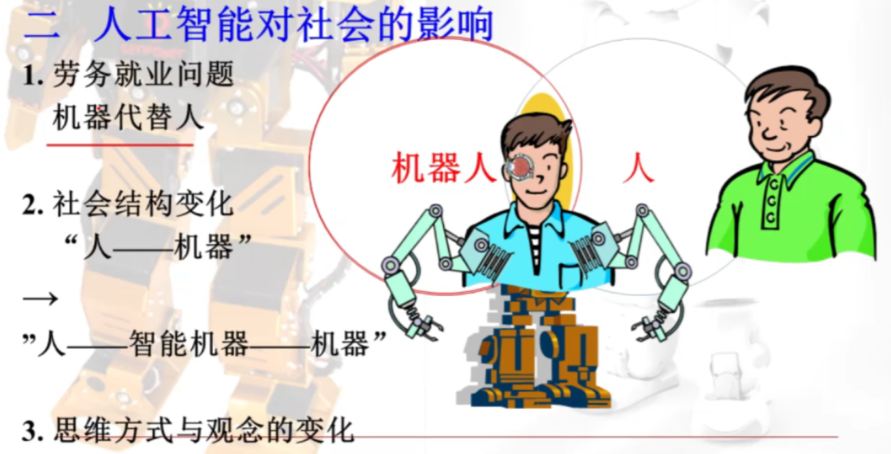 二 人工智能对社会的影响
1. 劳务就业问题
机器代替人
2. 社会结构变化
“人——机器”
→
”人——智能机器——机器”
3. 思维方式与观念的变化
机器人
人